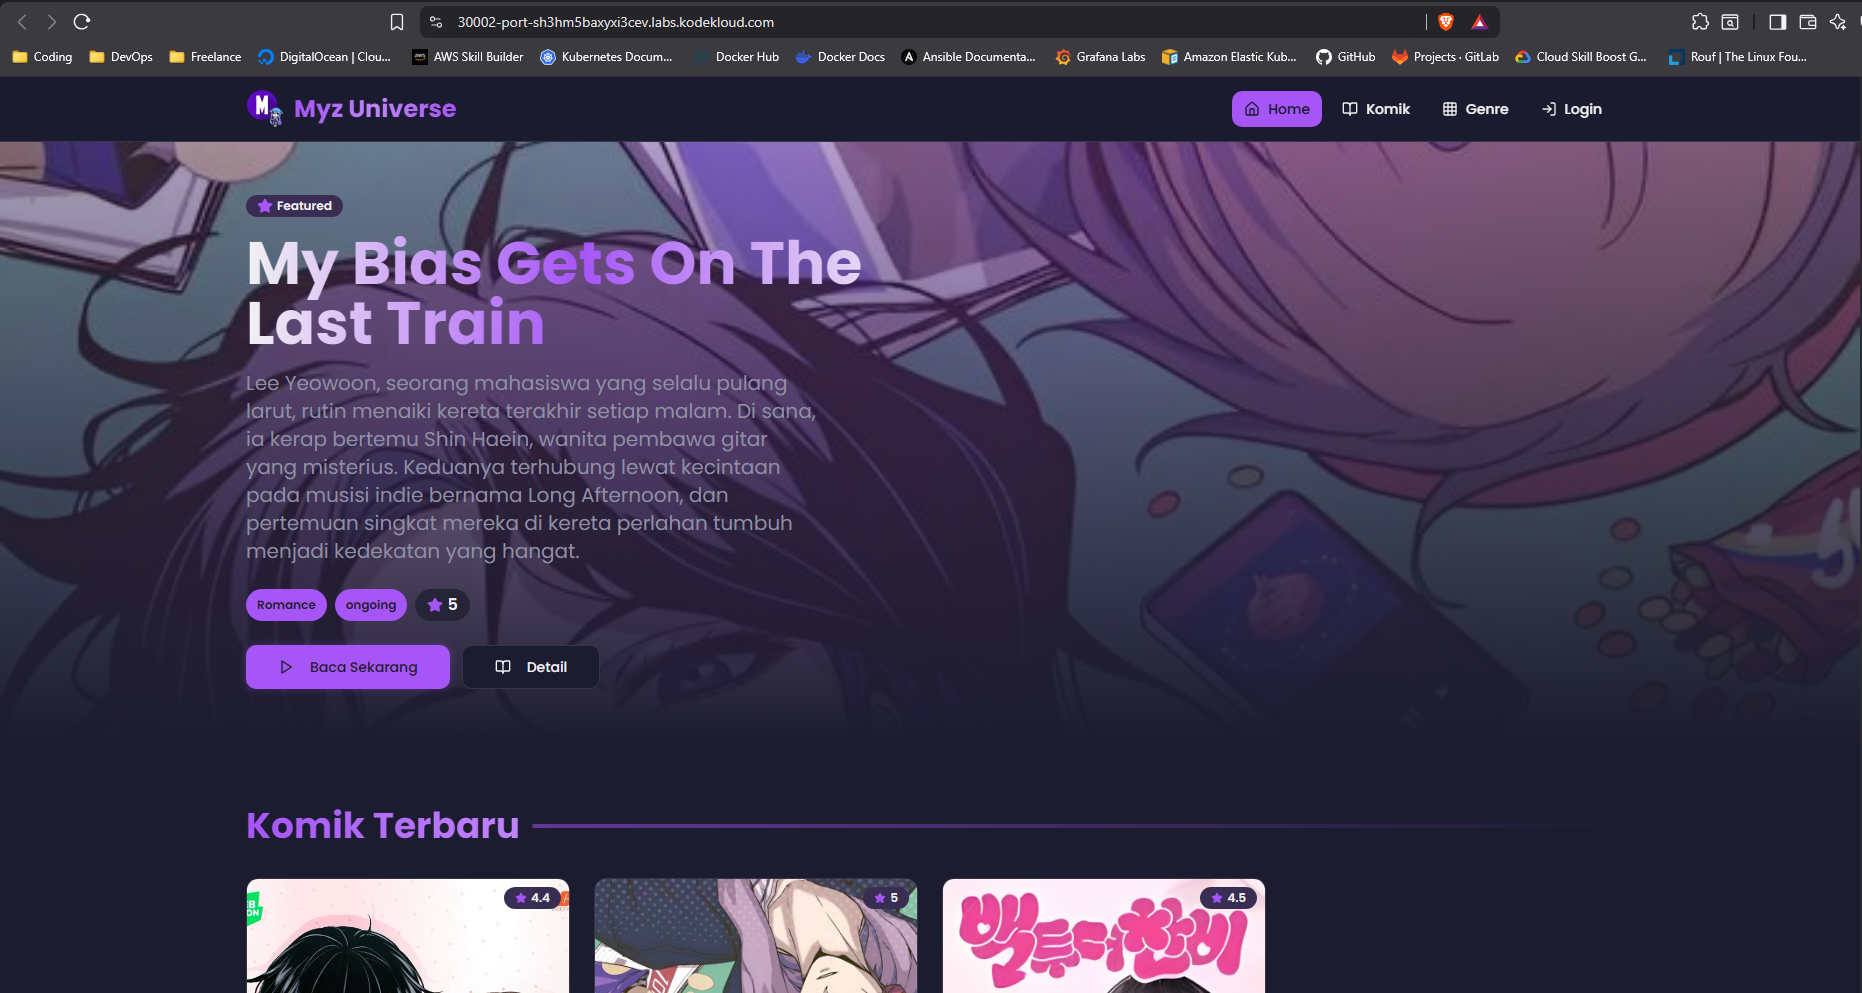 30002-port-sh3hm5baxyxi3cev.labs.kodekloud.com
Coding DevOps Freelance DigitalOcean | Clou... AWS Skill Builder Kubernetes Docum... Docker Hub Docker Docs Ansible Documenta... Grafana Labs Amazon Elastic Kub... GitHub Projects · GitLab Cloud Skill Boost G... Rouf | The Linux Fou...
M Myz Universe Home Komik Genre Login
Featured
My Bias Gets On The
Last Train
Lee Yeowoon, seorang mahasiswa yang selalu pulang
larut, rutin menaiki kereta terakhir setiap malam. Di sana,
ia kerap bertemu Shin Haein, wanita pembawa gitar
yang misterius. Keduanya terhubung lewat kecintaan
pada musisi indie bernama Long Afternoon, dan
pertemuan singkat mereka di kereta perlahan tumbuh
menjadi kedekatan yang hangat.
Romance ongoing 5
Baca Sekarang Detail
Komik Terbaru
4.4 5 4.5
백투더찬비